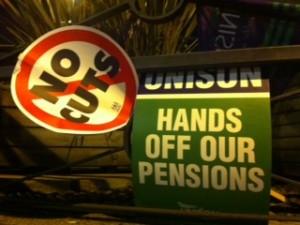 NO
CUTS
UNISON
HANDS
OFF OUR
PENSIONS